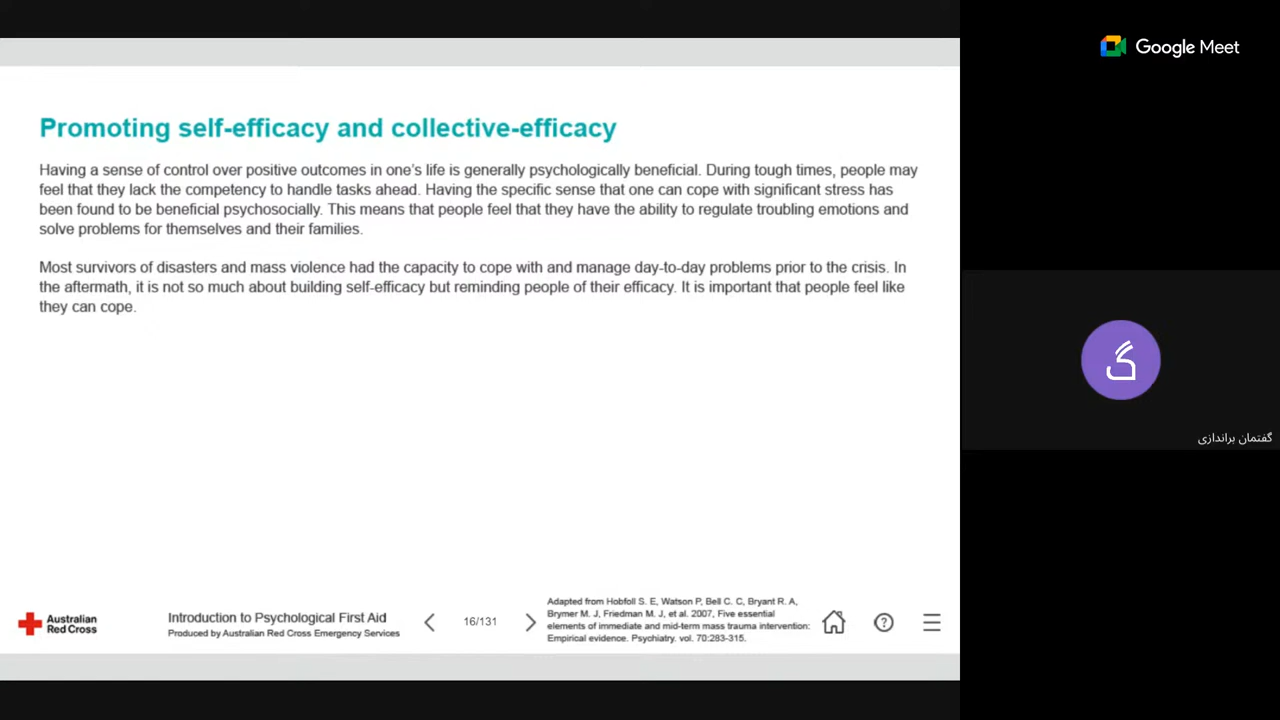 Google Meet
Promoting self-efficacy and collective-efficacy
Having a sense of control over positive outcomes in one's life is generally psychologically beneficial. During tough times, people may
feel that they lack the competency to handle tasks ahead. Having the specific sense that one can cope with significant stress has
been found to be beneficial psychosocially. This means that people feel that they have the ability to regulate troubling emotions and
solve problems for themselves and their families.
Most survivors of disasters and mass violence had the capacity to cope with and manage day-to-day problems prior to the crisis. In
the aftermath, it is not so much about building self-efficacy but reminding people of their efficacy. It is important that people feel like
they can cope.
گ
گفتمان براندازی
Australian
Red Cross
Introduction to Psychological First Aid
Produced by Australian Red Cross Emergency Services
16/131
Adapted from Hobfoll S. E, Watson P, Bell C. C, Bryant R. A,
Brymer M. J, Friedman M. J, et al. 2007, Five essential
elements of immediate and mid-term mass trauma intervention:
Empirical evidence. Psychiatry. vol. 70:283-315.
?